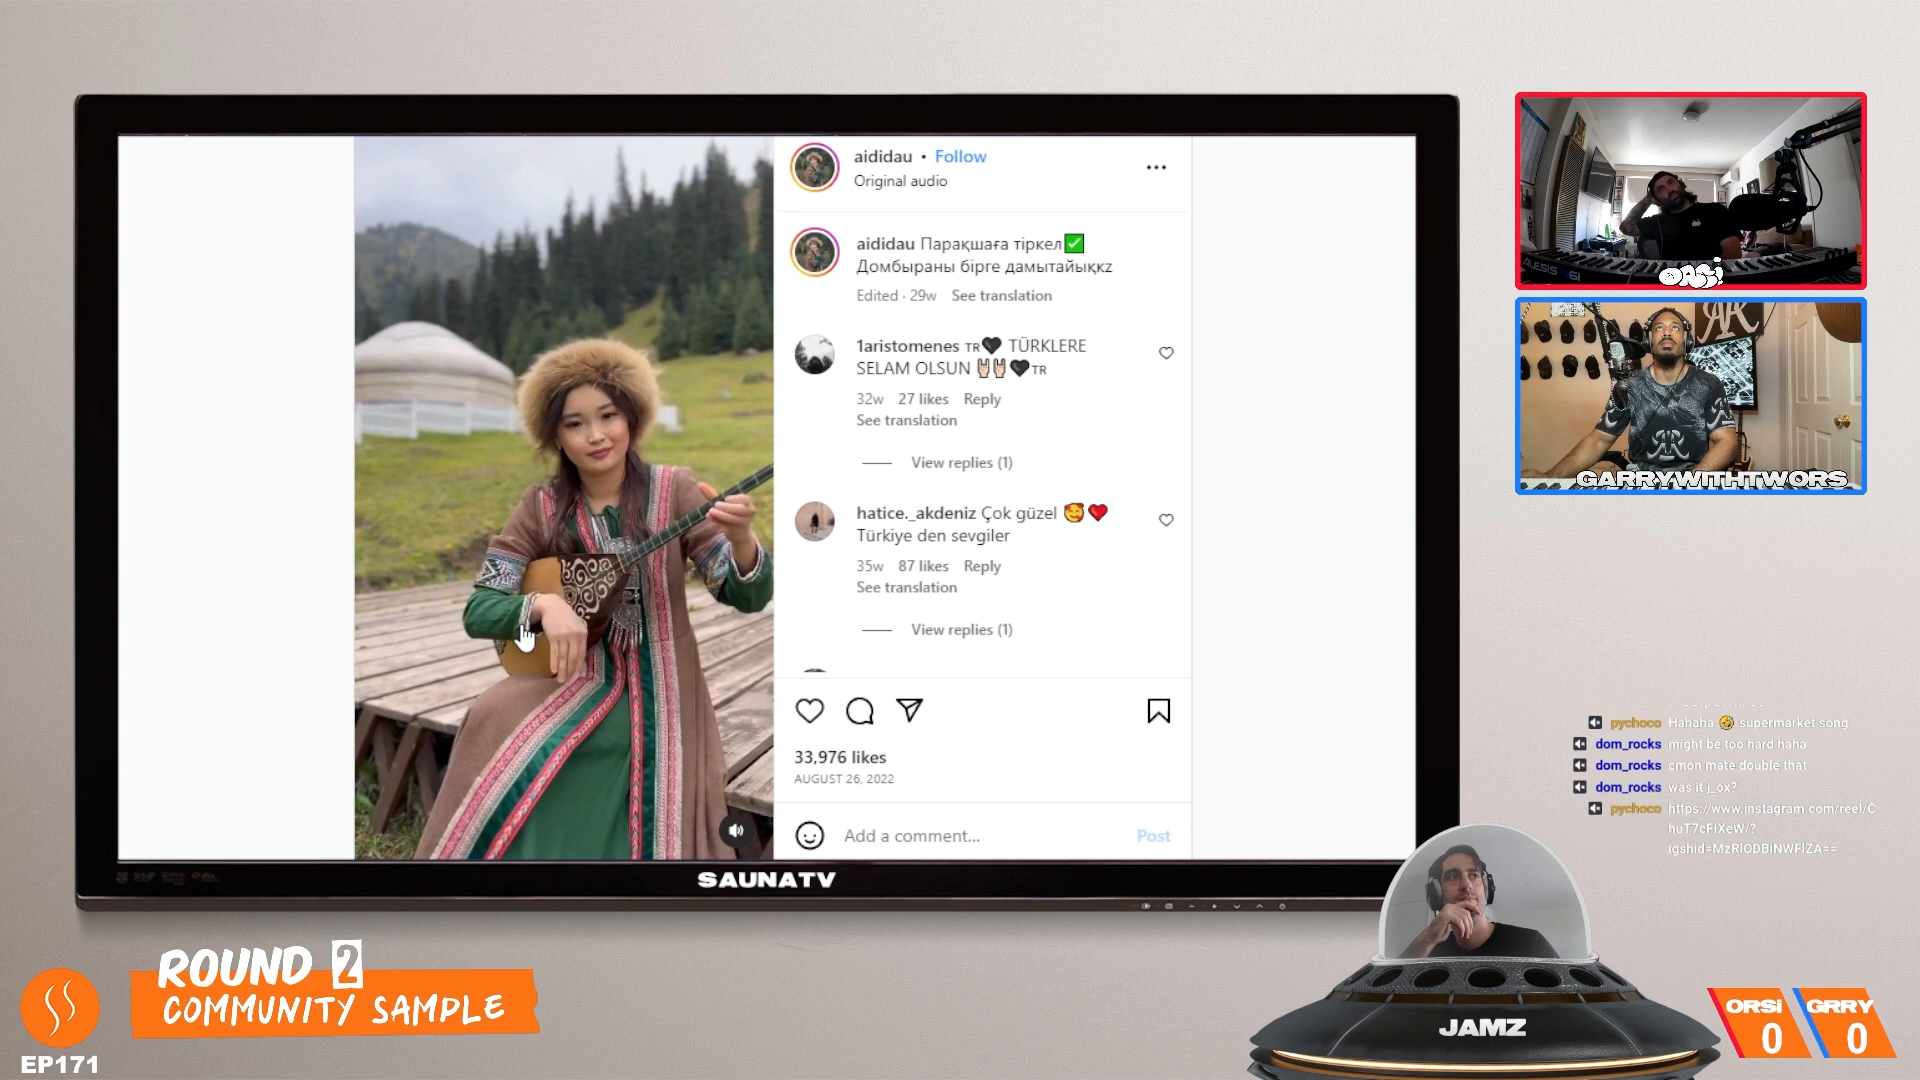 aididau • Follow
Original audio
aididau Парақшаға тіркел✅
Домбыраны бірге дамытайықKZ
Edited · 29w See translation
1aristomenes TR🖤 TÜRKLERE
SELAM OLSUN 🤘🏻🤘🏻🖤TR
32w 27 likes Reply
See translation
View replies (1)
hatice._akdeniz Çok güzel 🥰❤️
Türkiye den sevgiler
35w 87 likes Reply
See translation
View replies (1)
33,976 likes
AUGUST 26, 2022
Add a comment... Post
SAUNATV
ALESIS 61
ORSi
AR
GARRYWITHTWORS
pychoco Hahaha 🤣 supermarket song
dom_rocks might be too hard haha
dom_rocks cmon mate double that
dom_rocks was it j_ox?
pychoco https://www.instagram.com/reel/C
huT7cFIXeW/?
igshid=MzRlODBiNWFlZA==
ROUND 2
COMMUNITY SAMPLE
EP171
JAMZ
ORSi GRRY
0 0